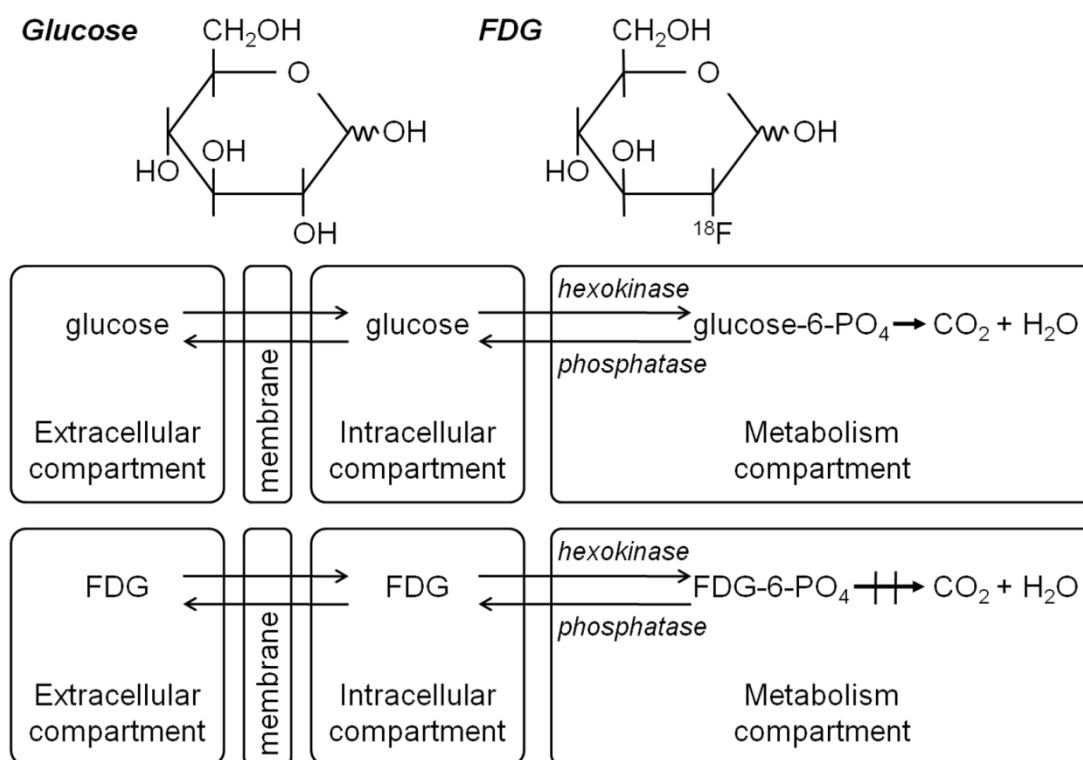 Glucose
CH₂OH
O
OH
OH
HO
OH
FDG
CH₂OH
O
OH
OH
HO
¹⁸F
glucose
Extracellular
compartment
membrane
glucose
Intracellular
compartment
hexokinase
glucose-6-PO₄ CO₂ + H₂O
phosphatase
Metabolism
compartment
FDG
Extracellular
compartment
membrane
FDG
Intracellular
compartment
hexokinase
FDG-6-PO₄ CO₂ + H₂O
phosphatase
Metabolism
compartment